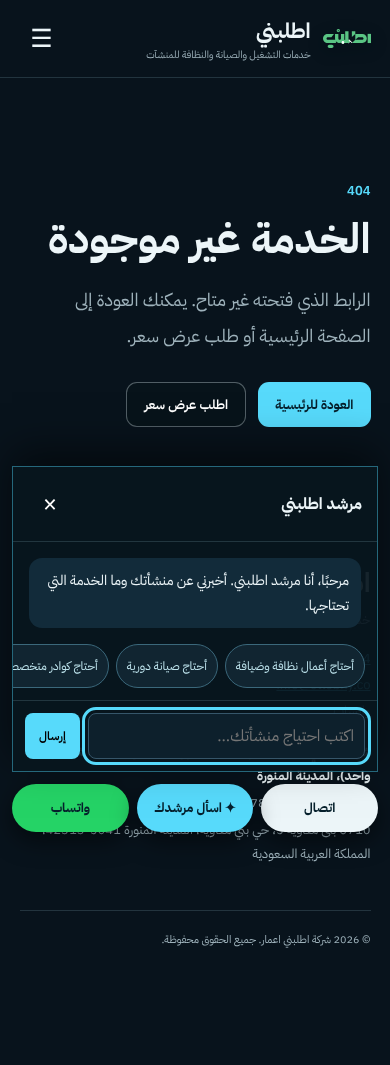 اطلبني
اطلبني
خدمات التشغيل والصيانة والنظافة للمنشآت
☰
404
الخدمة غير موجودة
الرابط الذي فتحته غير متاح. يمكنك العودة إلى
الصفحة الرئيسية أو طلب عرض سعر.
العودة للرئيسية
اطلب عرض سعر
مرشد اطلبني
×
مرحبًا، أنا مرشد اطلبني. أخبرني عن منشأتك وما الخدمة التي
تحتاجها.
أحتاج أعمال نظافة وضيافة
أحتاج صيانة دورية
أحتاج كوادر
اكتب احتياج منشأتك...
إرسال
واحد)، المدينة المنورة
اتصال
✦ اسأل مرشدك
واتساب
المملكة العربية السعودية
© 2026 شركة اطلبني اعمار. جميع الحقوق محفوظة.